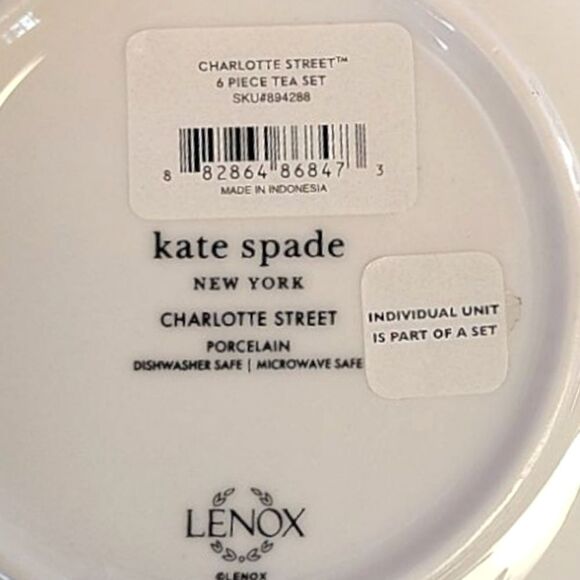 CHARLOTTE STREET™
6 PIECE TEA SET
SKU#894288
8 82864 86847 3
MADE IN INDONESIA
kate spade
NEW YORK
CHARLOTTE STREET
PORCELAIN
DISHWASHER SAFE | MICROWAVE SAFE
INDIVIDUAL UNIT
IS PART OF A SET
LENOX
©LENOX